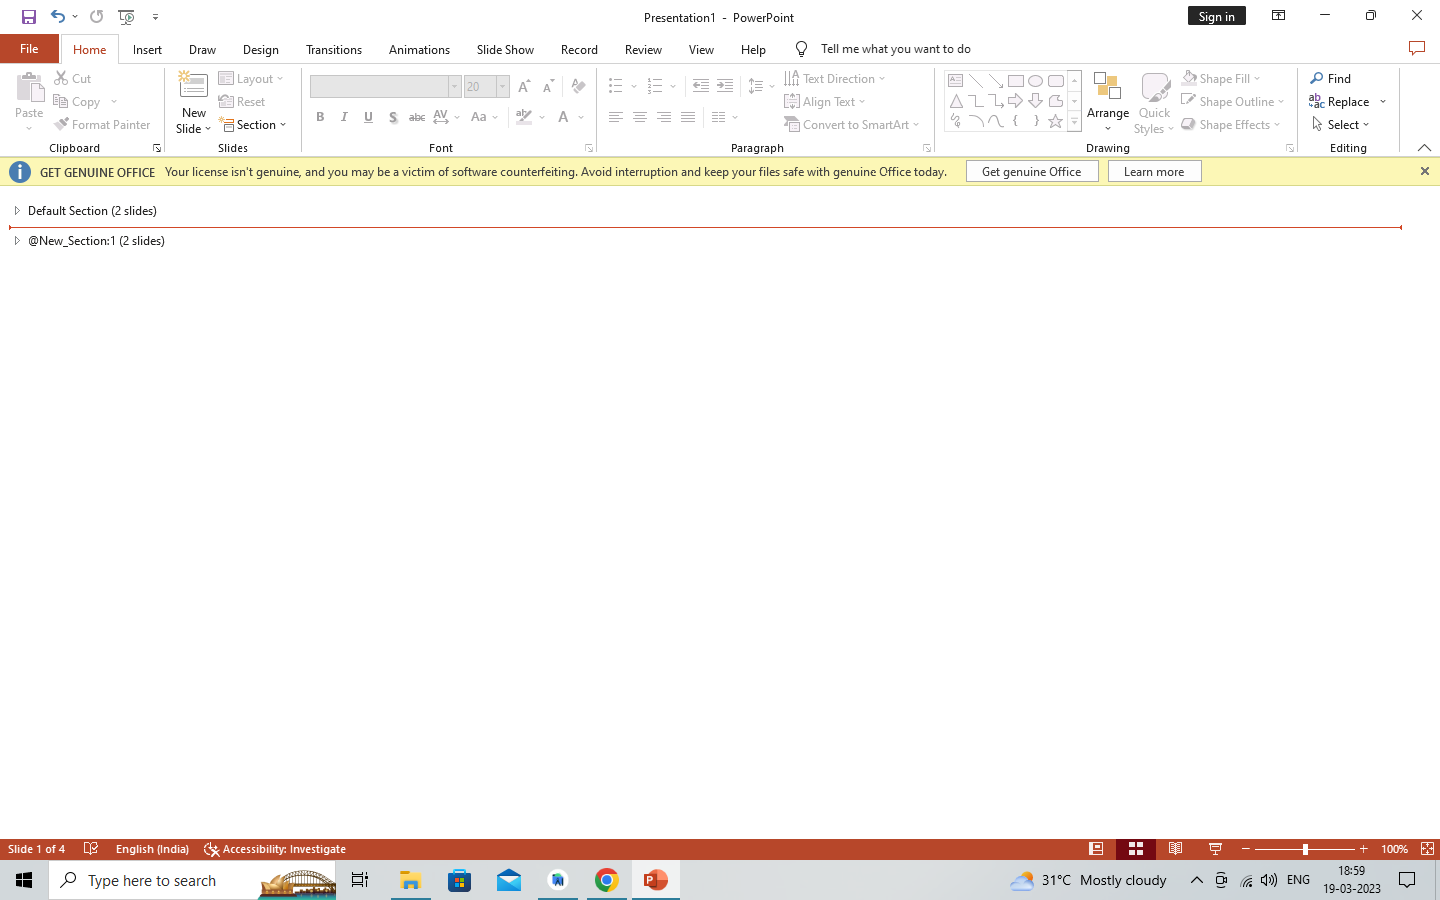 Presentation1 - PowerPoint
Sign in
File Home Insert Draw Design Transitions Animations Slide Show Record Review View Help Tell me what you want to do
Paste
Cut
Copy
Format Painter
Clipboard
New Slide
Layout
Reset
Section
Slides
20
B I U S abc AV Aa A
Font
Text Direction
Align Text
Convert to SmartArt
Paragraph
Arrange
Quick Styles
Shape Fill
Shape Outline
Shape Effects
Drawing
Find
Replace
Select
Editing
GET GENUINE OFFICE Your license isn't genuine, and you may be a victim of software counterfeiting. Avoid interruption and keep your files safe with genuine Office today. Get genuine Office Learn more
Default Section (2 slides)
@New_Section:1 (2 slides)
Slide 1 of 4 English (India) Accessibility: Investigate 100%
Type here to search
31°C Mostly cloudy ENG
18:59
19-03-2023